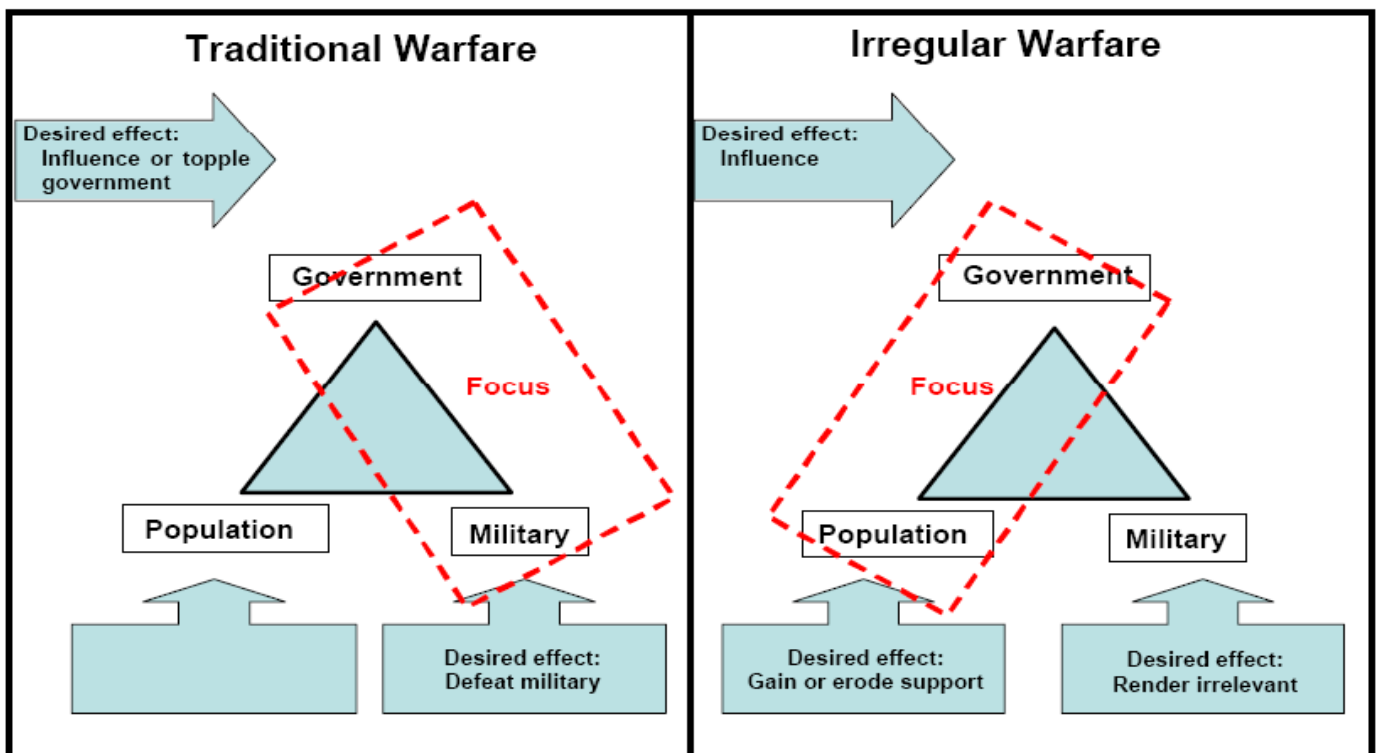 Traditional Warfare
Desired effect:
Influence or topple
government
Government
Focus
Population
Military
Desired effect:
Defeat military
Irregular Warfare
Desired effect:
Influence
Government
Focus
Population
Military
Desired effect:
Gain or erode support
Desired effect:
Render irrelevant